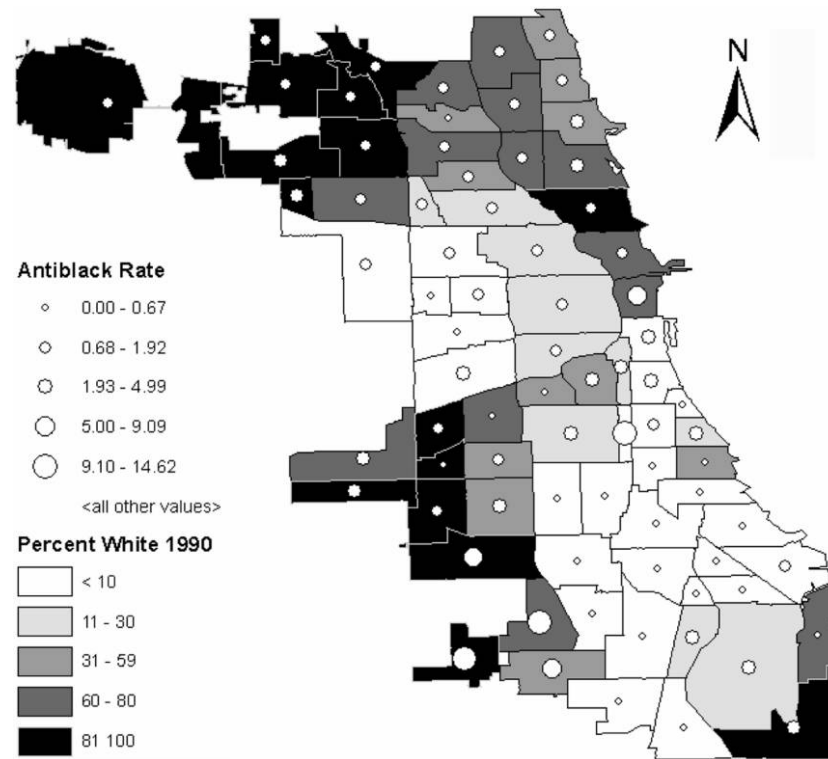 N
Antiblack Rate
0.00 - 0.67
0.68 - 1.92
1.93 - 4.99
5.00 - 9.09
9.10 - 14.62
<all other values>
Percent White 1990
< 10
11 - 30
31 - 59
60 - 80
81 100